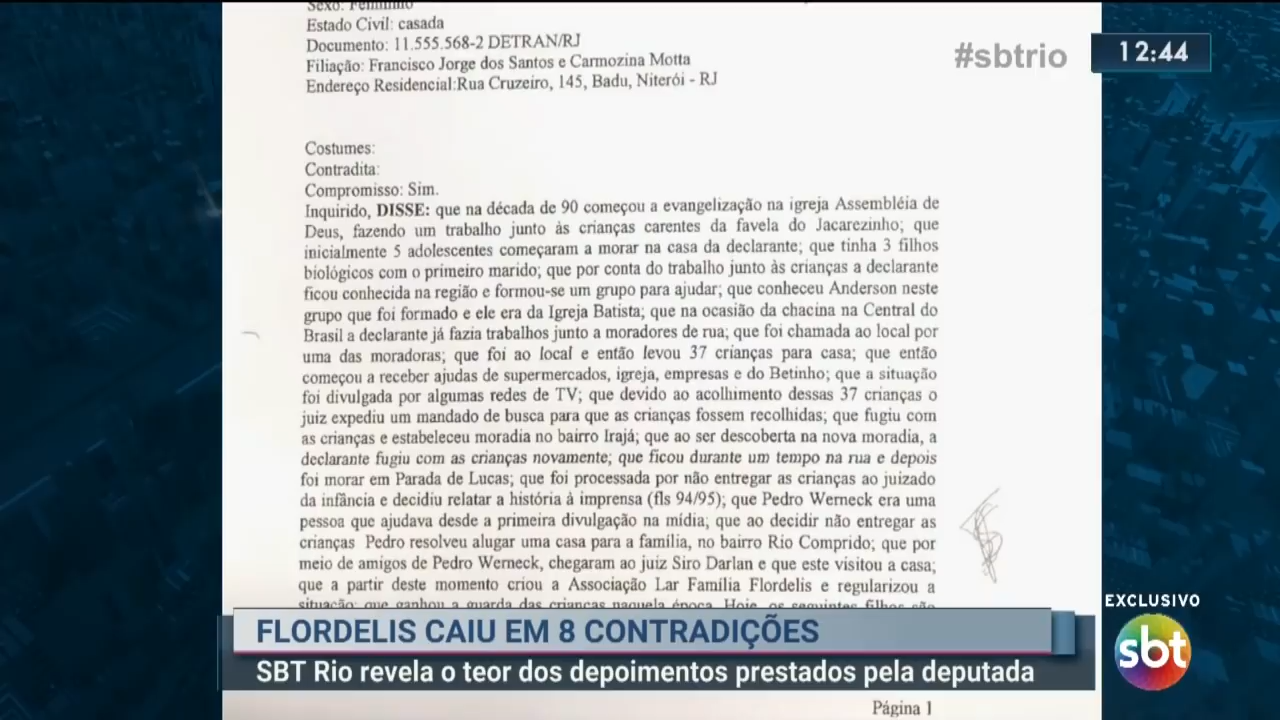 Sexo: Feminino
Estado Civil: casada
Documento: 11.555.568-2 DETRAN/RJ
Filiação: Francisco Jorge dos Santos e Carmozina Motta
Endereço Residencial:Rua Cruzeiro, 145, Badu, Niterói - RJ
#sbtrio
12:44
Costumes:
Contradita:
Compromisso: Sim.
Inquirido, DISSE: que na década de 90 começou a evangelização na igreja Assembléia de
Deus, fazendo um trabalho junto às crianças carentes da favela do Jacarezinho; que
inicialmente 5 adolescentes começaram a morar na casa da declarante; que tinha 3 filhos
biológicos com o primeiro marido; que por conta do trabalho junto às crianças a declarante
ficou conhecida na região e formou-se um grupo para ajudar; que conheceu Anderson neste
grupo que foi formado e ele era da Igreja Batista; que na ocasião da chacina na Central do
Brasil a declarante já fazia trabalhos junto a moradores de rua; que foi chamada ao local por
uma das moradoras; que foi ao local e então levou 37 crianças para casa; que então
começou a receber ajudas de supermercados, igreja, empresas e do Betinho; que a situação
foi divulgada por algumas redes de TV; que devido ao acolhimento dessas 37 crianças o
juiz expediu um mandado de busca para que as crianças fossem recolhidas; que fugiu com
as crianças e estabeleceu moradia no bairro Irajá; que ao ser descoberta na nova moradia, a
declarante fugiu com as crianças novamente; que ficou durante um tempo na rua e depois
foi morar em Parada de Lucas; que foi processada por não entregar as crianças ao juizado
da infância e decidiu relatar a história à imprensa (fls 94/95); que Pedro Werneck era uma
pessoa que ajudava desde a primeira divulgação na mídia; que ao decidir não entregar as
crianças Pedro resolveu alugar uma casa para a família, no bairro Rio Comprido; que por
meio de amigos de Pedro Werneck, chegaram ao juiz Siro Darlan e que este visitou a casa;
que a partir deste momento criou a Associação Lar Família Flordelis e regularizou a
situação; que ganhou a guarda das crianças naquela época. Hoje, os seguintes filhos são
EXCLUSIVO
sbt
FLORDELIS CAIU EM 8 CONTRADIÇÕES
SBT Rio revela o teor dos depoimentos prestados pela deputada
Página 1